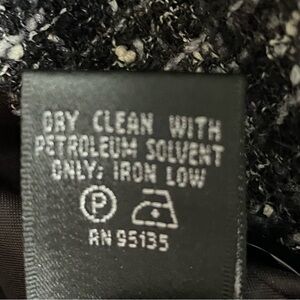 DRY CLEAN WITH
PETROLEUM SOLVENT
ONLY; IRON LOW
P
RN 95135